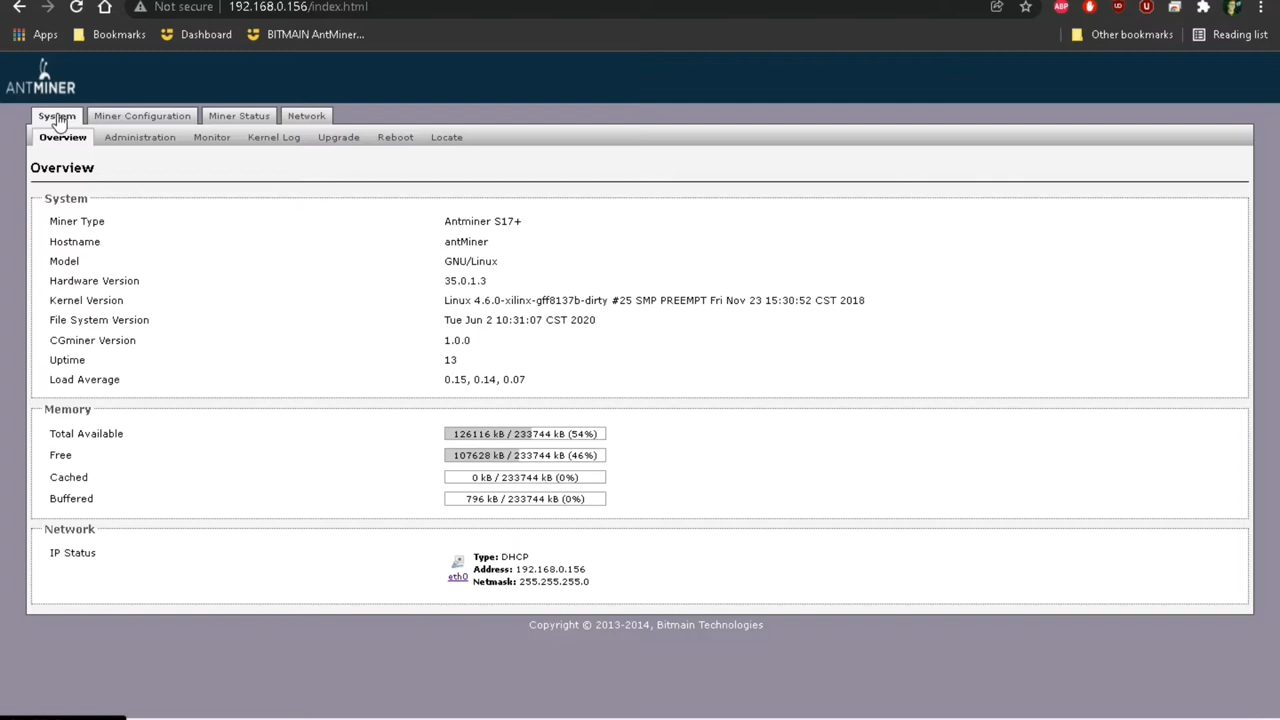 Not secure 192.168.0.156/index.html
Apps Bookmarks Dashboard BITMAIN AntMiner... Other bookmarks Reading list
ANTMINER
System Miner Configuration Miner Status Network
Overview Administration Monitor Kernel Log Upgrade Reboot Locate
Overview
System
Miner Type Antminer S17+
Hostname antMiner
Model GNU/Linux
Hardware Version 35.0.1.3
Kernel Version Linux 4.6.0-xilinx-gff8137b-dirty #25 SMP PREEMPT Fri Nov 23 15:30:52 CST 2018
File System Version Tue Jun 2 10:31:07 CST 2020
CGminer Version 1.0.0
Uptime 13
Load Average 0.15, 0.14, 0.07
Memory
Total Available 126116 kB / 233744 kB (54%)
Free 107628 kB / 233744 kB (46%)
Cached 0 kB / 233744 kB (0%)
Buffered 796 kB / 233744 kB (0%)
Network
IP Status Type: DHCP
Address: 192.168.0.156
eth0 Netmask: 255.255.255.0
Copyright © 2013-2014, Bitmain Technologies